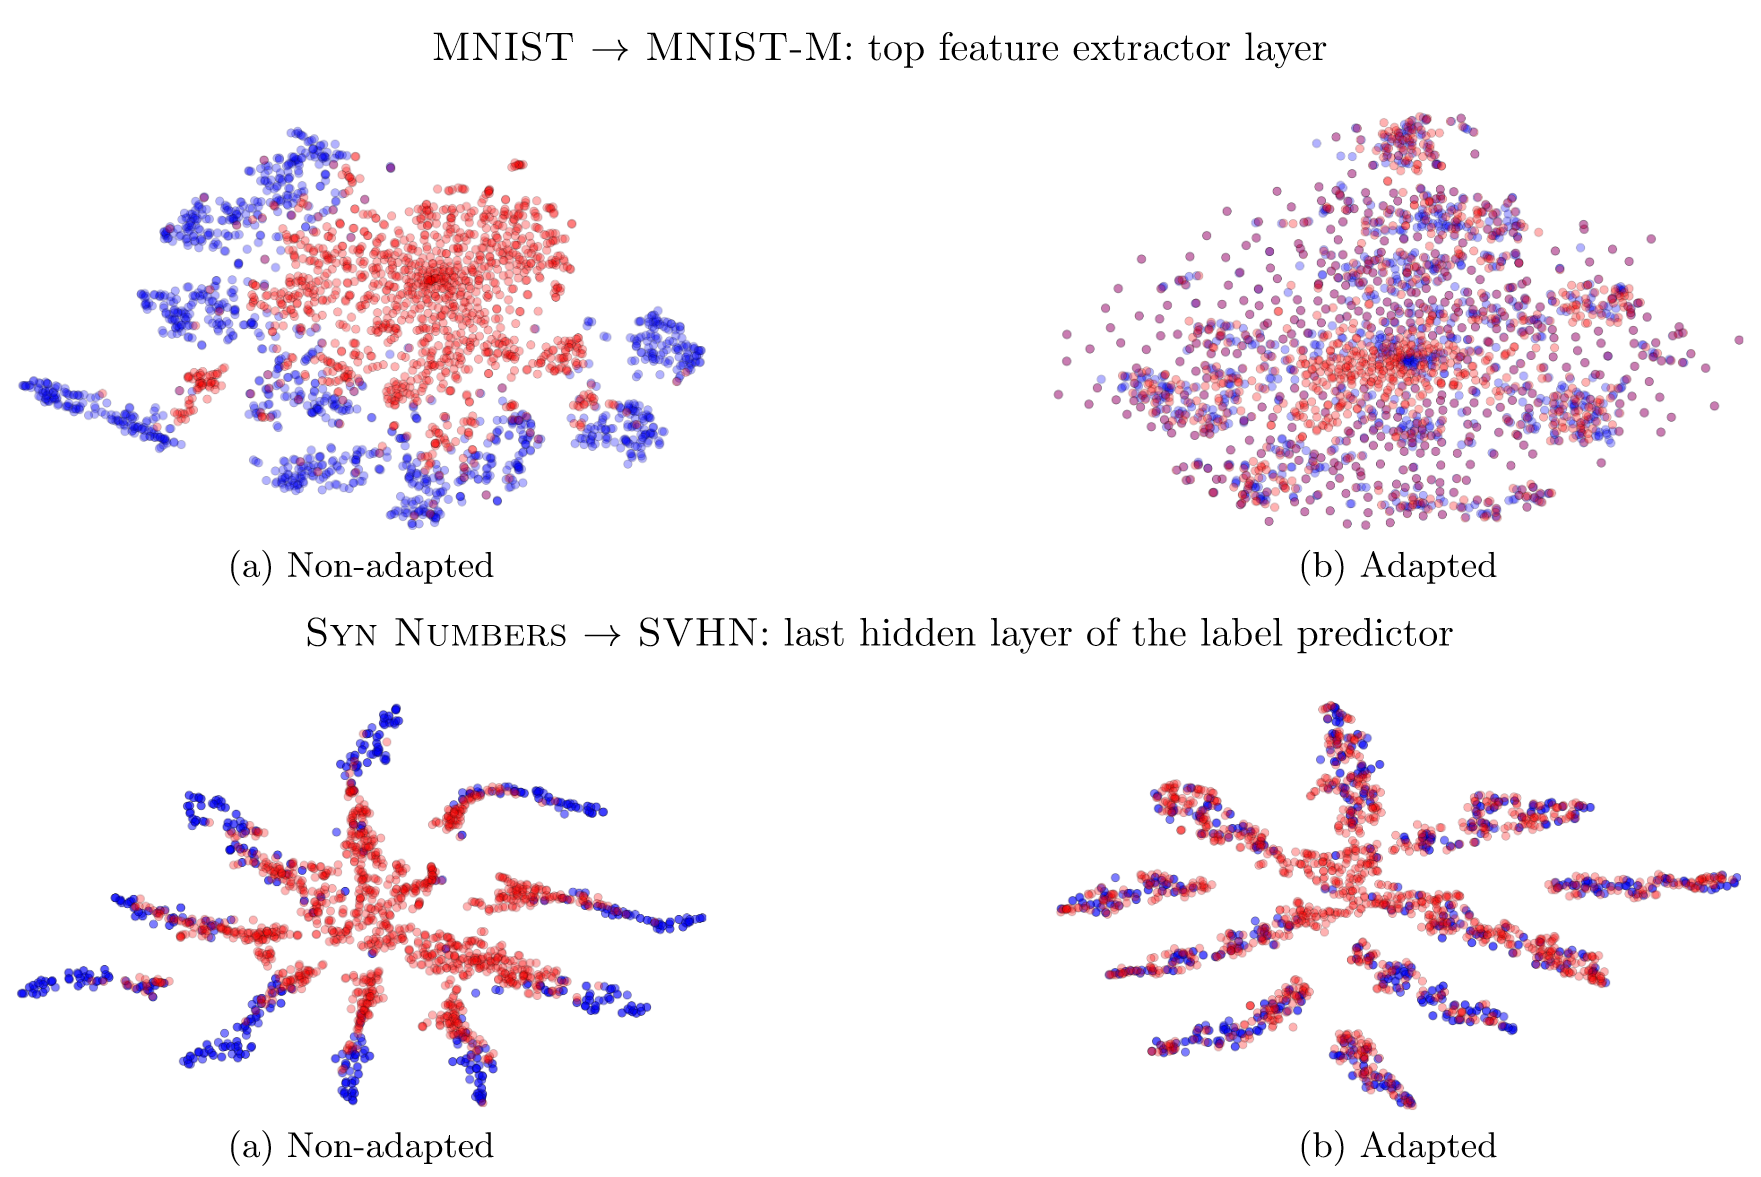 MNIST → MNIST-M: top feature extractor layer
(a) Non-adapted
(b) Adapted
Syn Numbers → SVHN: last hidden layer of the label predictor
(a) Non-adapted
(b) Adapted